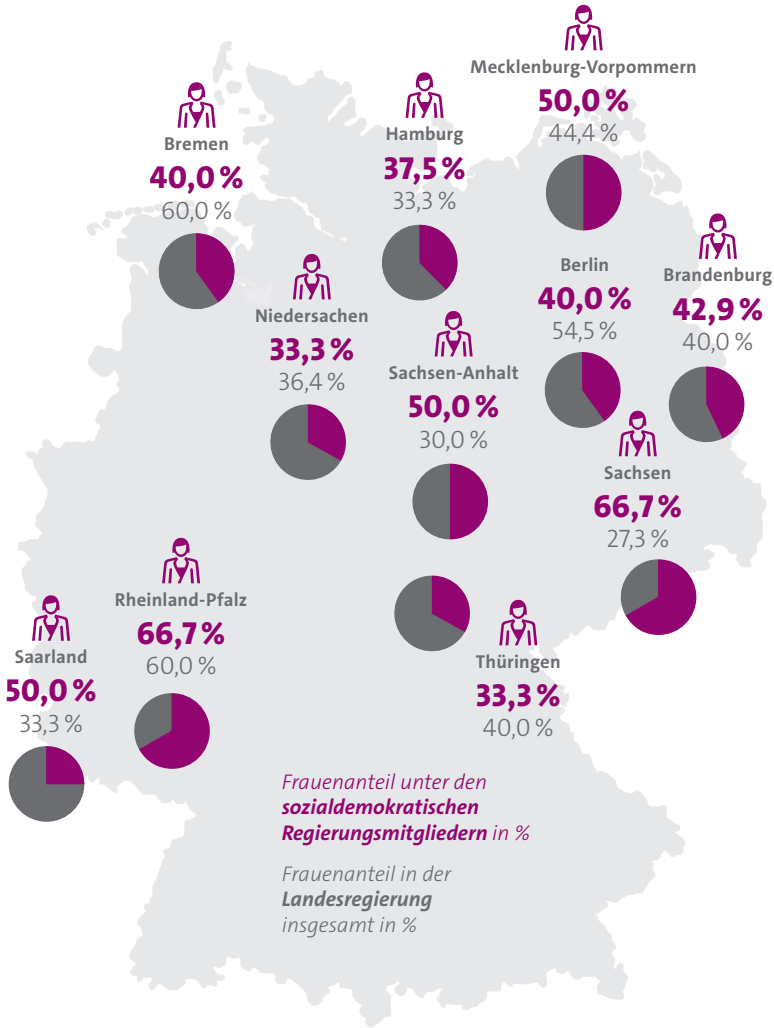 Mecklenburg-Vorpommern
50,0 %
44,4 %
Bremen
40,0 %
60,0 %
Hamburg
37,5 %
33,3 %
Berlin
40,0 %
54,5 %
Brandenburg
42,9 %
40,0 %
Niedersachen
33,3 %
36,4 %
Sachsen-Anhalt
50,0 %
30,0 %
Sachsen
66,7 %
27,3 %
Rheinland-Pfalz
66,7 %
60,0 %
Saarland
50,0 %
33,3 %
Thüringen
33,3 %
40,0 %
Frauenanteil unter den
sozialdemokratischen
Regierungsmitgliedern in %
Frauenanteil in der
Landesregierung
insgesamt in %